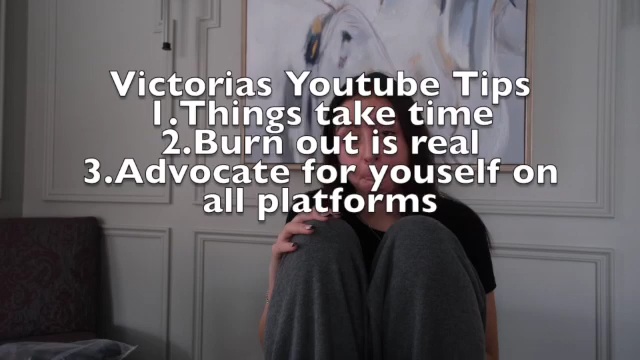 Victorias Youtube Tips
1.Things take time
2.Burn out is real
3.Advocate for youself on
all platforms